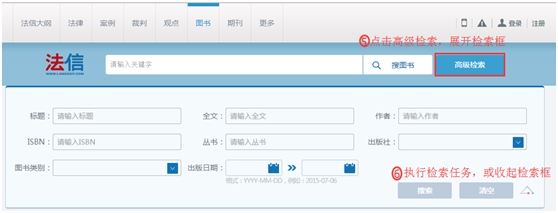 法信大纲 法律 案例 裁判 观点 图书 期刊 更多 登录 注册
⑤点击高级检索，展开检索框
法信 请输入关键字 搜图书 高级检索
WWW.LAWSDATA.COM
标题： 请输入标题 全文： 请输入全文 作者： 请输入作者
ISBN： 请输入ISBN 丛书： 请输入丛书 出版社：
图书类别： 出版日期：
格式：YYYY-MM-DD，例如：2015-07-06
⑥执行检索任务，或收起检索框
搜索 清空